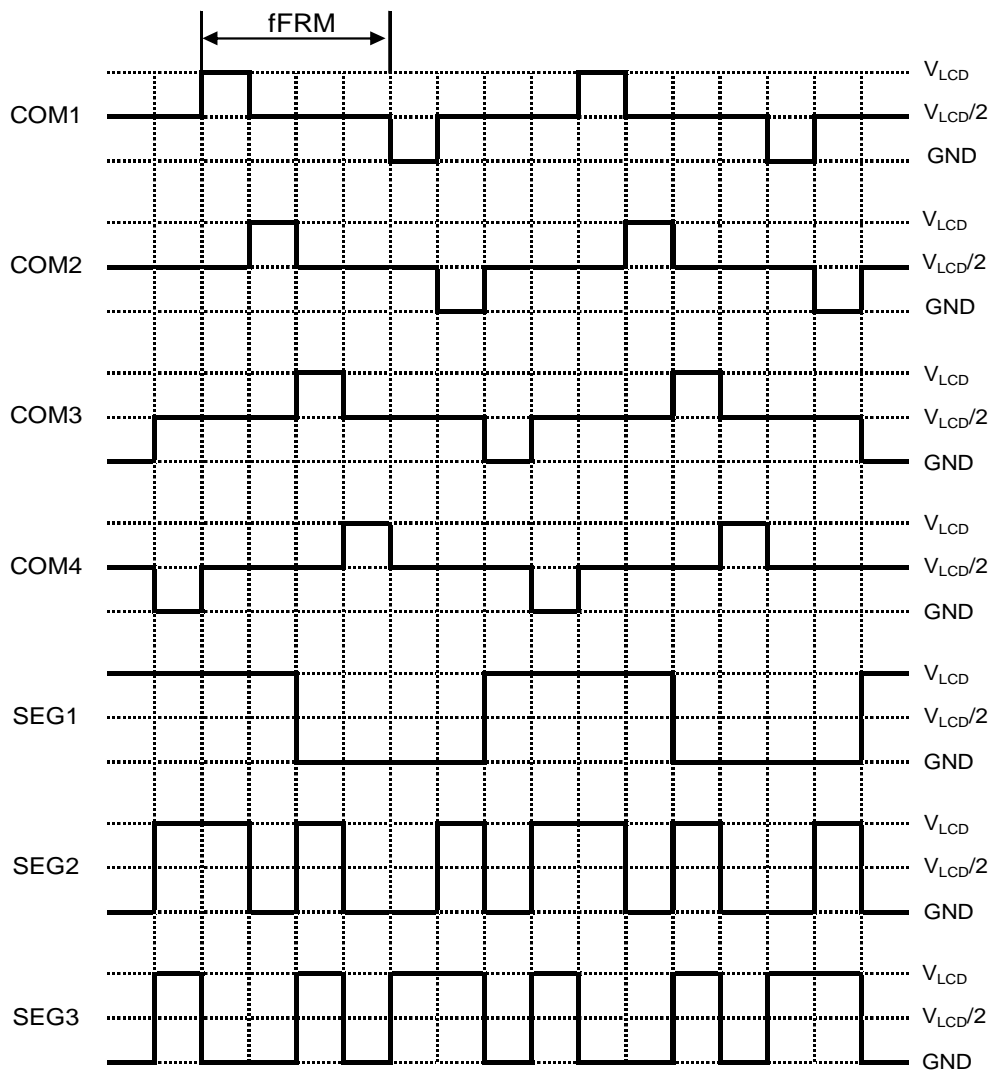 fFRM
VLCD
COM1 VLCD/2
GND
VLCD
COM2 VLCD/2
GND
VLCD
COM3 VLCD/2
GND
VLCD
COM4 VLCD/2
GND
VLCD
SEG1 VLCD/2
GND
VLCD
SEG2 VLCD/2
GND
VLCD
SEG3 VLCD/2
GND